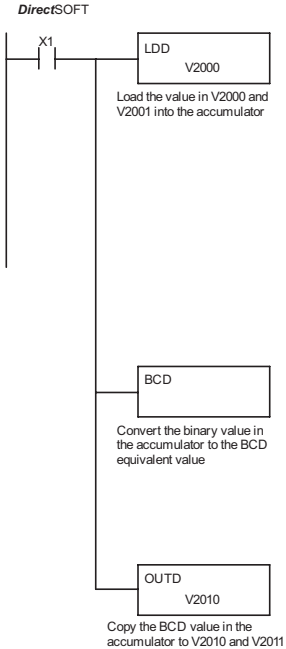 DirectSOFT
X1
LDD
V2000
Load the value in V2000 and
V2001 into the accumulator
BCD
Convert the binary value in
the accumulator to the BCD
equivalent value
OUTD
V2010
Copy the BCD value in the
accumulator to V2010 and V2011